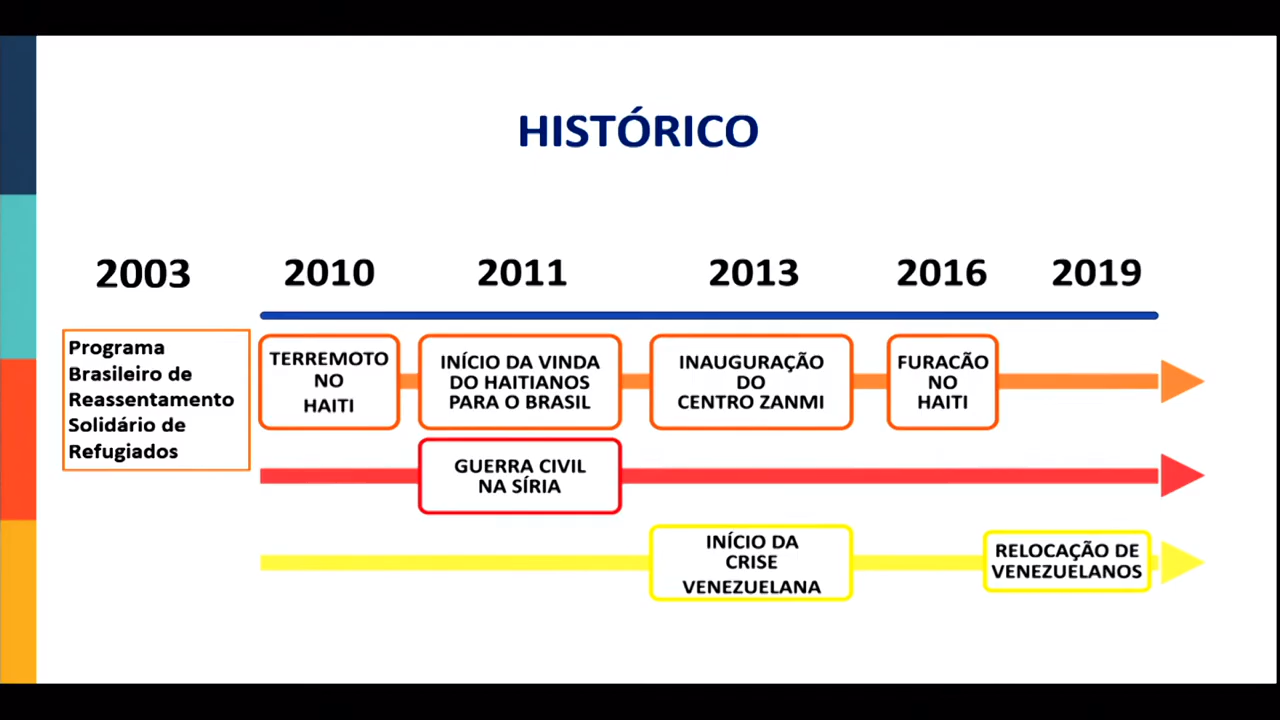 HISTÓRICO
2003
2010
2011
2013
2016
2019
Programa
Brasileiro de
Reassentamento
Solidário de
Refugiados
TERREMOTO
NO
HAITI
INÍCIO DA VINDA
DO HAITIANOS
PARA O BRASIL
INAUGURAÇÃO
DO
CENTRO ZANMI
FURACÃO
NO
HAITI
GUERRA CIVIL
NA SÍRIA
INÍCIO DA
CRISE
VENEZUELANA
RELOCAÇÃO DE
VENEZUELANOS